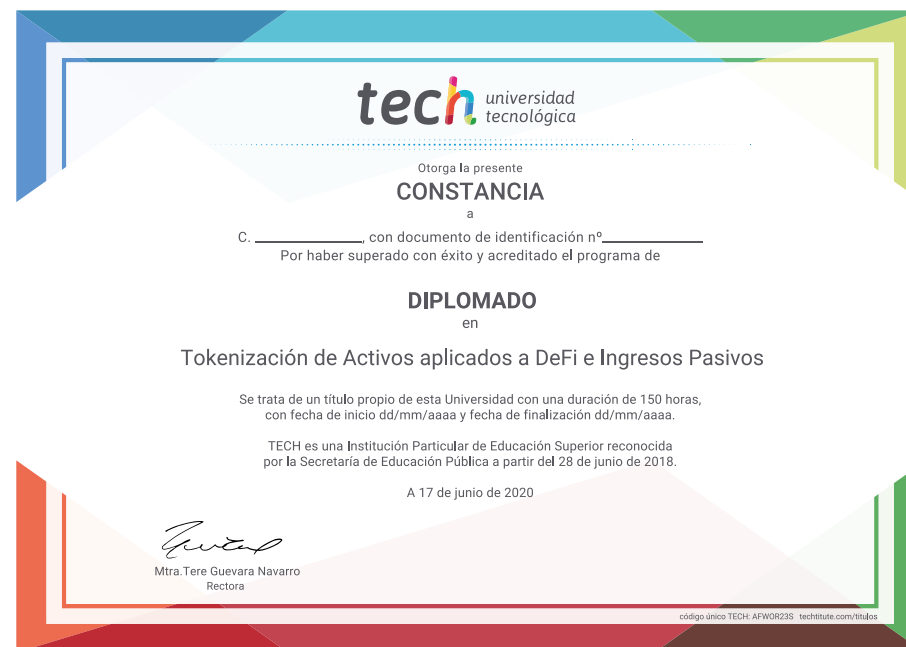 tech universidad
tecnológica
Otorga la presente
CONSTANCIA
a
C. ____________, con documento de identificación nº____________
Por haber superado con éxito y acreditado el programa de
DIPLOMADO
en
Tokenización de Activos aplicados a DeFi e Ingresos Pasivos
Se trata de un título propio de esta Universidad con una duración de 150 horas,
con fecha de inicio dd/mm/aaaa y fecha de finalización dd/mm/aaaa.
TECH es una Institución Particular de Educación Superior reconocida
por la Secretaría de Educación Pública a partir del 28 de junio de 2018.
A 17 de junio de 2020
Mtra.Tere Guevara Navarro
Rectora
código único TECH: AFWOR23S techtitute.com/titulos